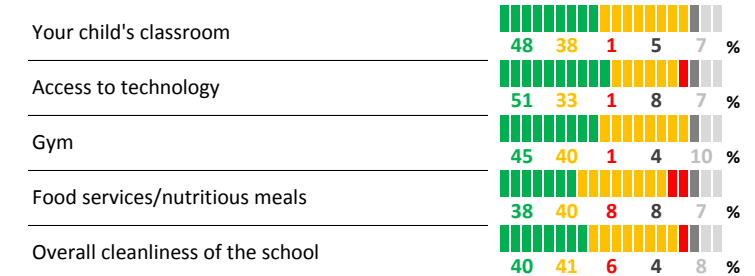 Your child's classroom
48 38 1 5 7 %
Access to technology
51 33 1 8 7 %
Gym
45 40 1 4 10 %
Food services/nutritious meals
38 40 8 8 7 %
Overall cleanliness of the school
40 41 6 4 8 %